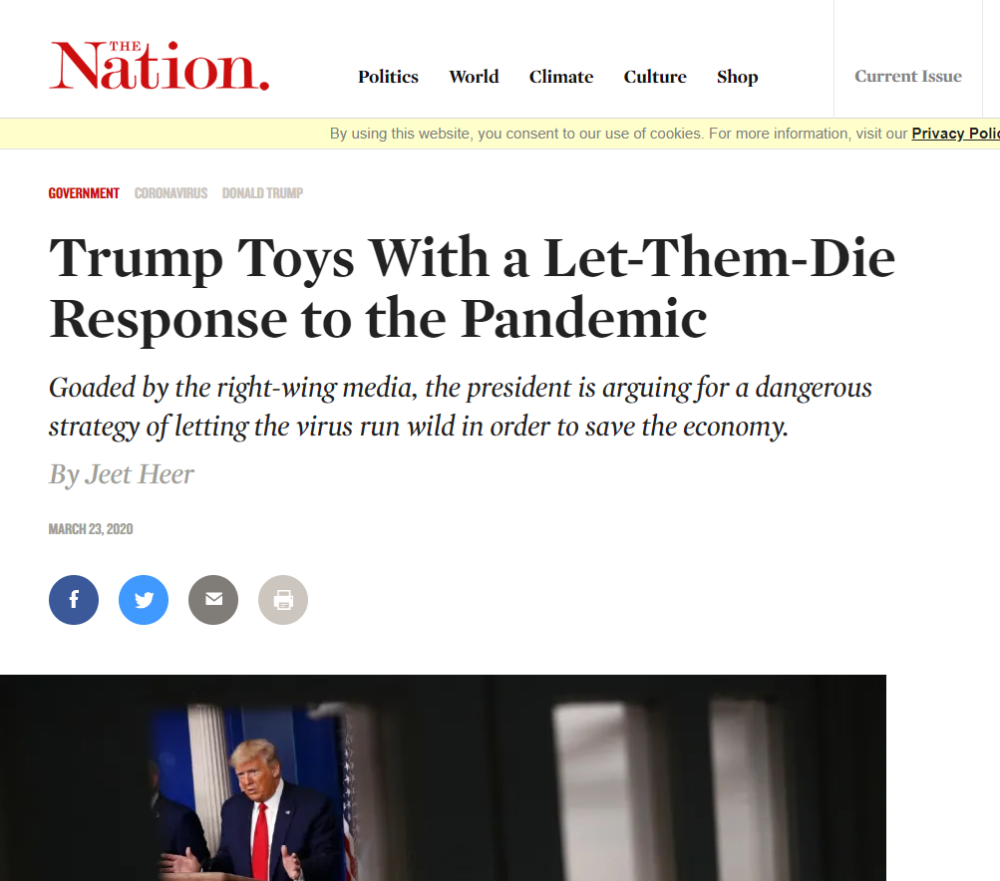 THE
Nation.
Politics World Climate Culture Shop Current Issue
By using this website, you consent to our use of cookies. For more information, visit our Privacy Polic
GOVERNMENT CORONAVIRUS DONALD TRUMP
Trump Toys With a Let-Them-Die
Response to the Pandemic
Goaded by the right-wing media, the president is arguing for a dangerous
strategy of letting the virus run wild in order to save the economy.
By Jeet Heer
MARCH 23, 2020